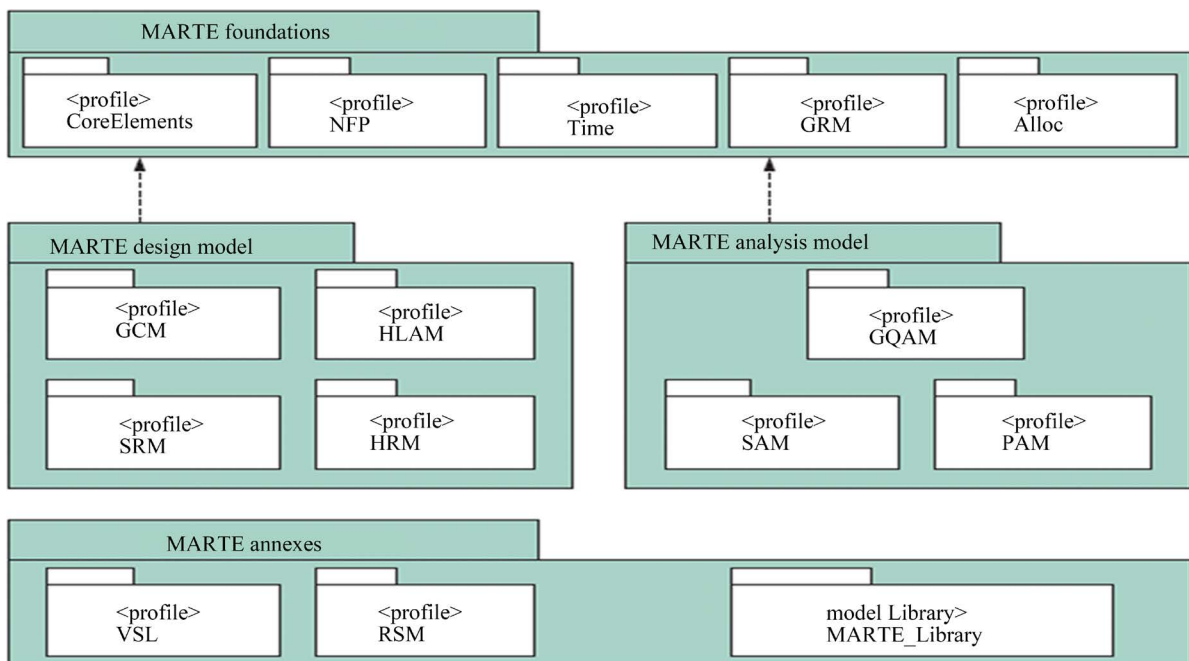 MARTE foundations
<profile>
CoreElements
<profile>
NFP
<profile>
Time
<profile>
GRM
<profile>
Alloc
MARTE design model
<profile>
GCM
<profile>
HLAM
<profile>
SRM
<profile>
HRM
MARTE analysis model
<profile>
GQAM
<profile>
SAM
<profile>
PAM
MARTE annexes
<profile>
VSL
<profile>
RSM
model Library>
MARTE_Library